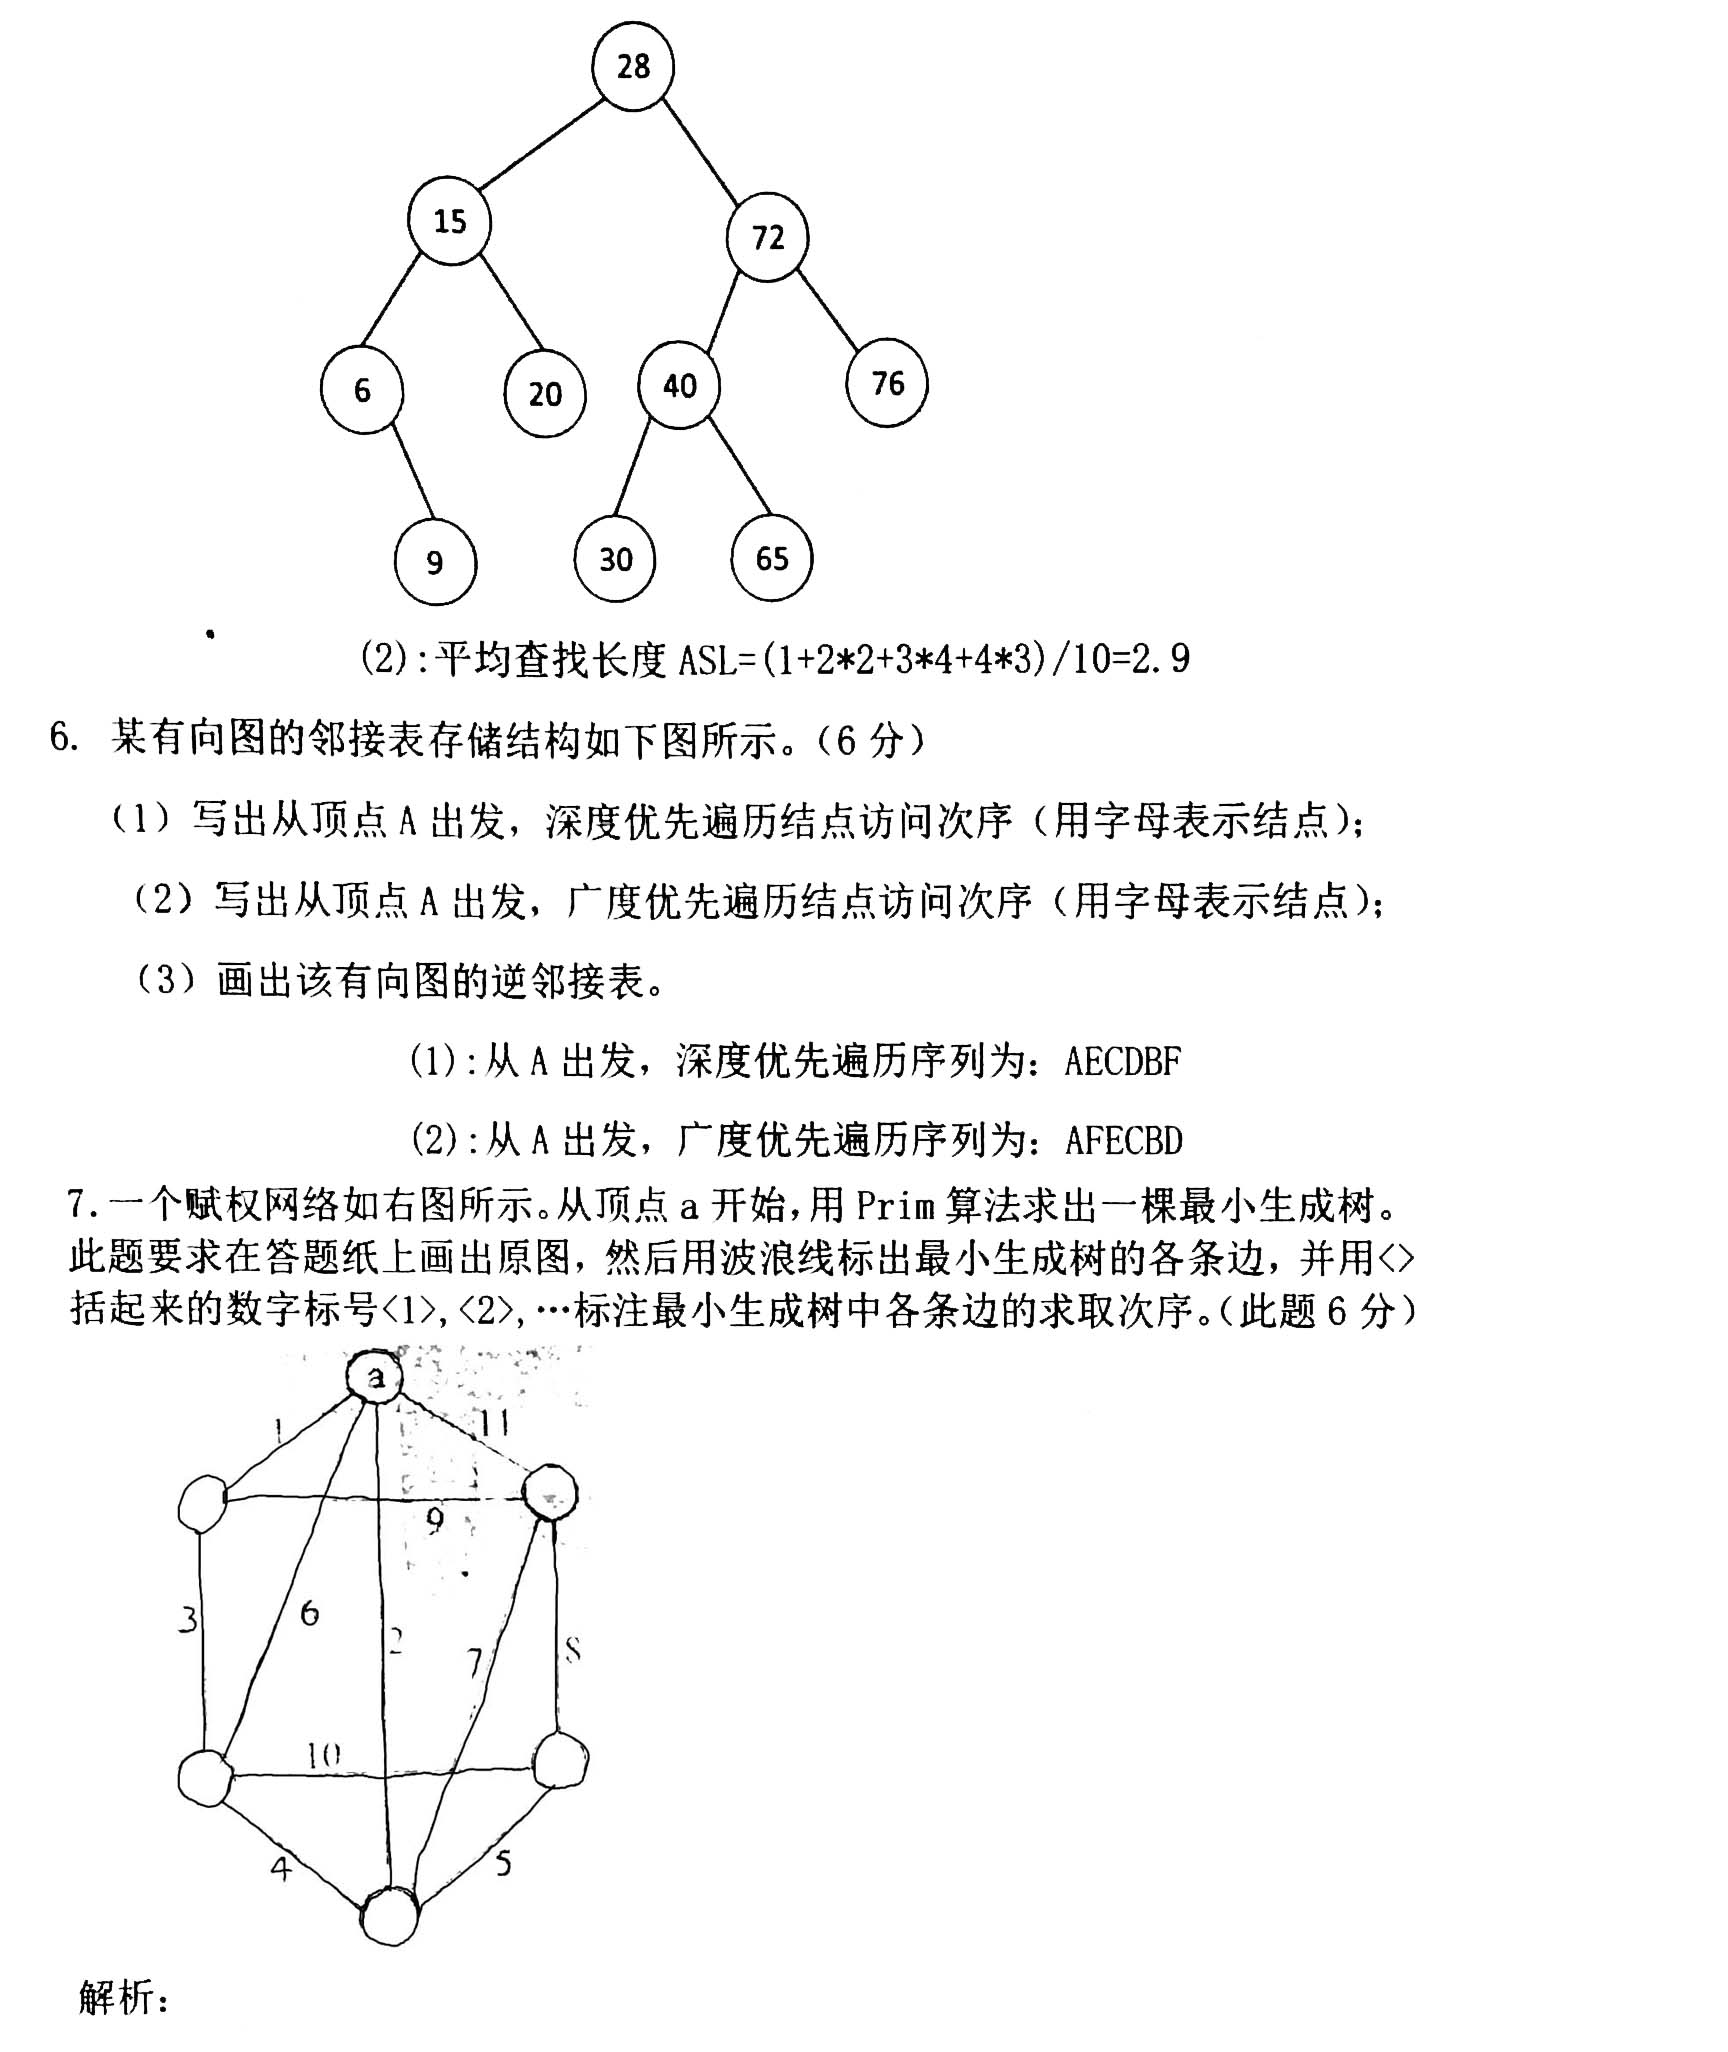 28
15
72
6
20
40
76
9
30
65
(2):平均查找长度 ASL=(1+2*2+3*4+4*3)/10=2.9
6. 某有向图的邻接表存储结构如下图所示。（6 分）
（1）写出从顶点 A 出发，深度优先遍历结点访问次序（用字母表示结点）；
（2）写出从顶点 A 出发，广度优先遍历结点访问次序（用字母表示结点）；
（3）画出该有向图的逆邻接表。
(1):从 A 出发，深度优先遍历序列为：AECDBF
(2):从 A 出发，广度优先遍历序列为：AFECBD
7.一个赋权网络如右图所示。从顶点 a 开始，用 Prim 算法求出一棵最小生成树。
此题要求在答题纸上画出原图，然后用波浪线标出最小生成树的各条边，并用<>
括起来的数字标号<1>,<2>,…标注最小生成树中各条边的求取次序。（此题 6 分）
a
1
11
9
3
6
2
7
8
10
4
5
解析：